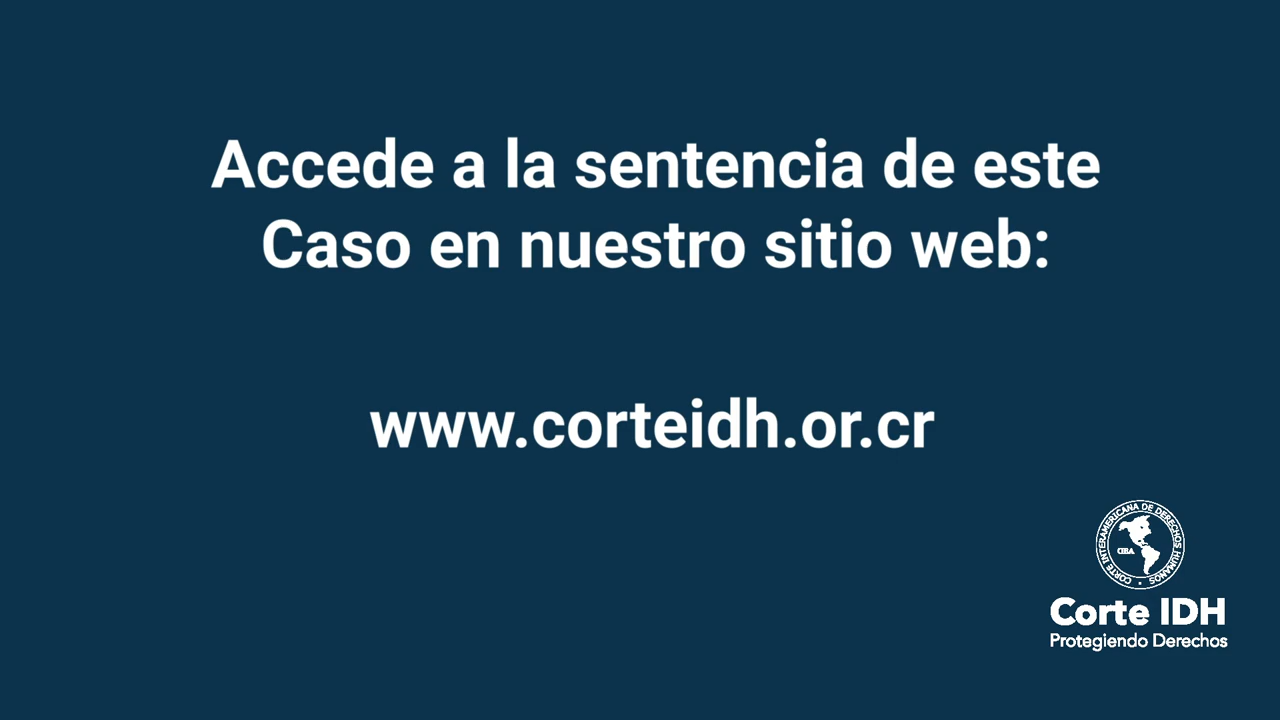 Accede a la sentencia de este
Caso en nuestro sitio web:
www.corteidh.or.cr
CORTE INTERAMERICANA DE DERECHOS HUMANOS
Corte IDH
Protegiendo Derechos